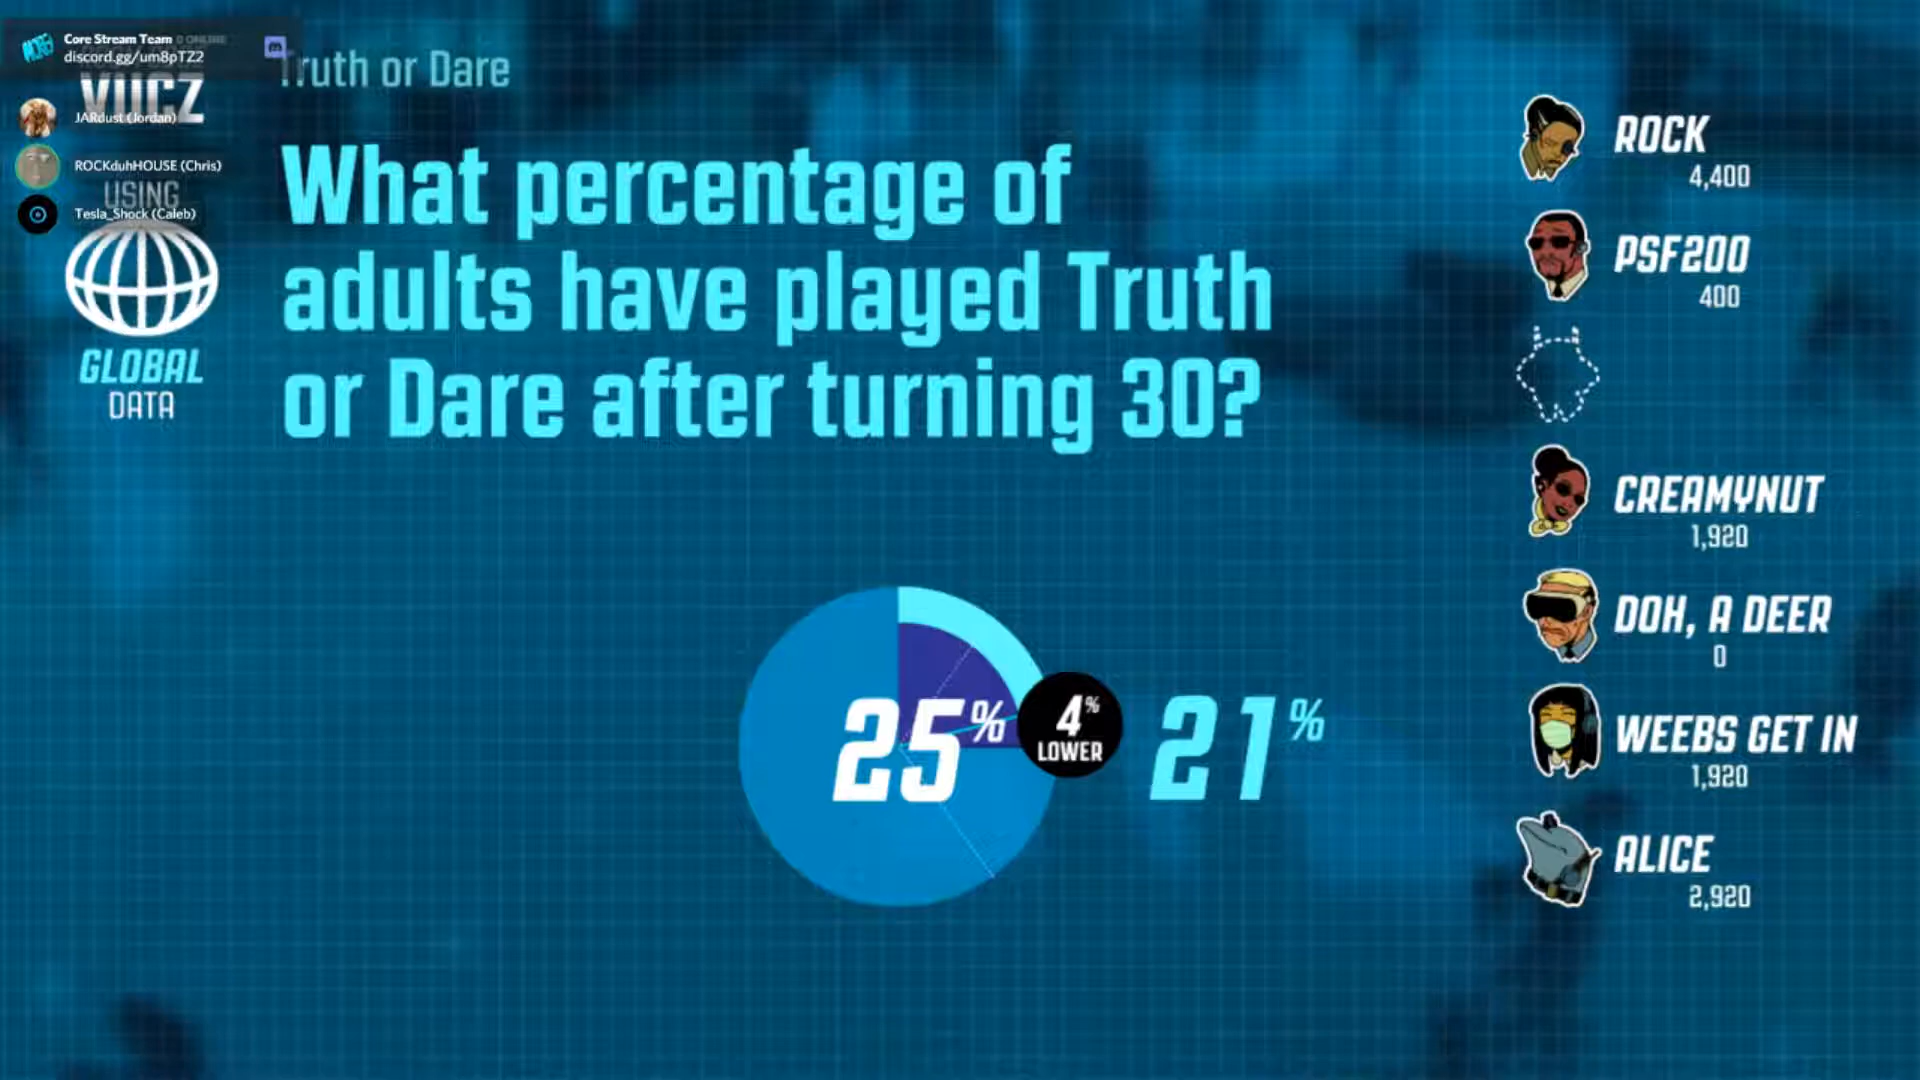 Core Stream Team 0 ONLINE
discord.gg/um8pTZ2
JARdust (Jordan)
ROCKduhHOUSE (Chris)
USING
Tesla_Shock (Caleb)
GLOBAL
DATA
Truth or Dare
What percentage of
adults have played Truth
or Dare after turning 30?
25%
4%
LOWER
21%
ROCK
4,400
PSF200
400
CREAMYNUT
1,920
DOH, A DEER
0
WEEBS GET IN
1,920
ALICE
2,920